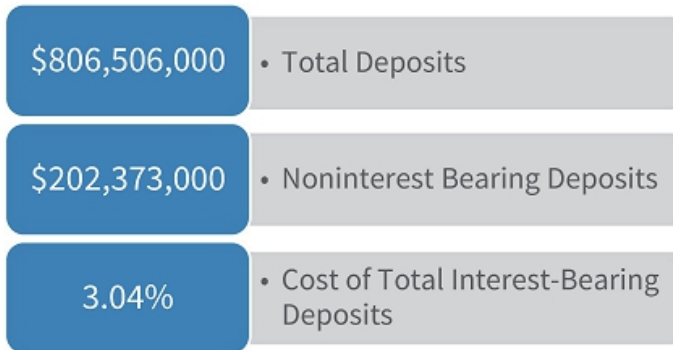 $806,506,000
• Total Deposits
$202,373,000
• Noninterest Bearing Deposits
3.04%
• Cost of Total Interest-Bearing
Deposits